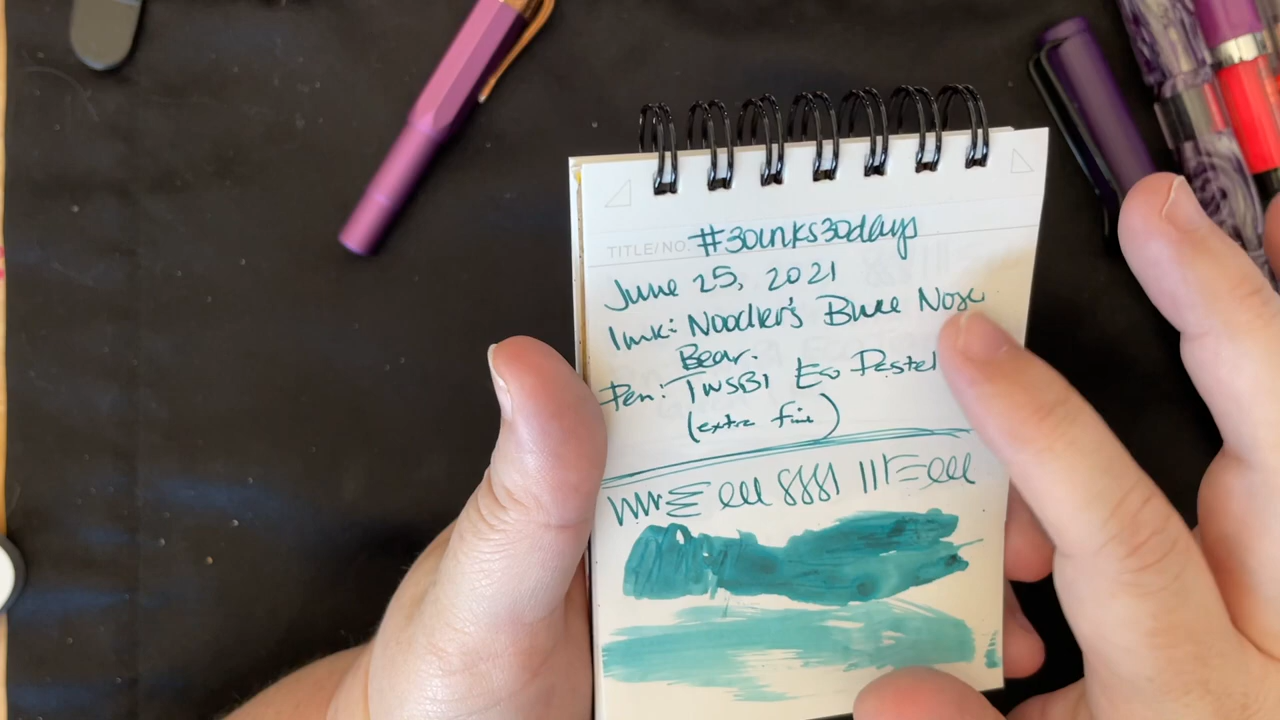 TITLE/NO. #30inks30days
June 25, 2021
Ink: Noodler's Blue Nose
Bear.
Pen: TWSBI Eco Pastel
(extra fine)